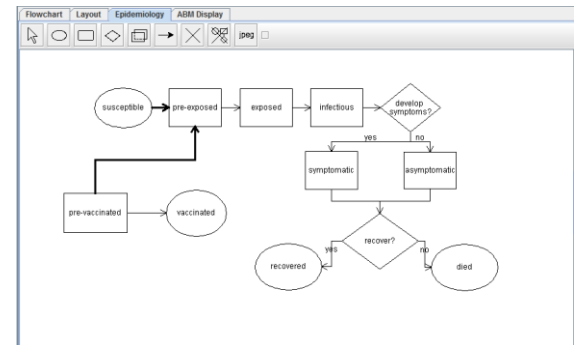 Flowchart Layout Epidemiology ABM Display
jpeg
susceptible pre-exposed exposed infectious develop
symptoms?
yes no
symptomatic asymptomatic
pre-vaccinated vaccinated
recover?
yes no
recovered died